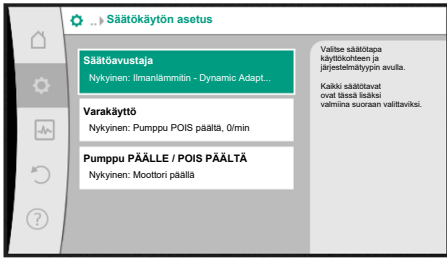 .. Säätökäytön asetus
Säätöavustaja
Nykyinen: Ilmanlämmitin - Dynamic Adapt...
Varakäyttö
Nykyinen: Pumppu POIS päältä, 0/min
Pumppu PÄÄLLE / POIS PÄÄLTÄ
Nykyinen: Moottori päällä
Valitse säätötapa
käyttökohteen ja
järjestelmätyypin avulla.
Kaikki säätötavat
ovat tässä lisäksi
valmiina suoraan valittaviksi.
?